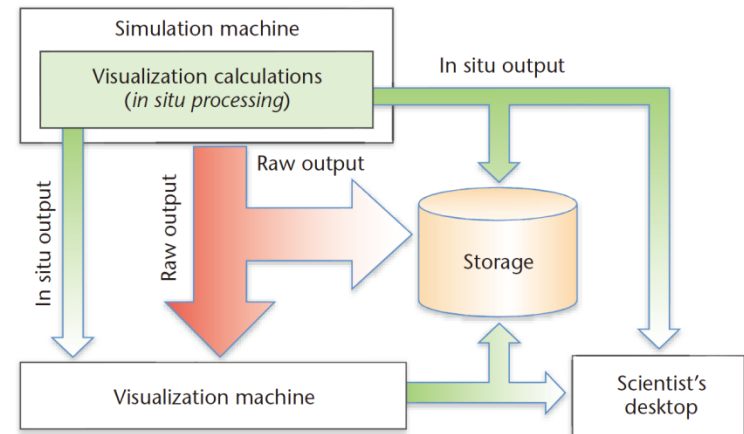 Simulation machine
Visualization calculations
(in situ processing)
In situ output
Raw output
In situ output
Raw output
Storage
Visualization machine
Scientist's
desktop